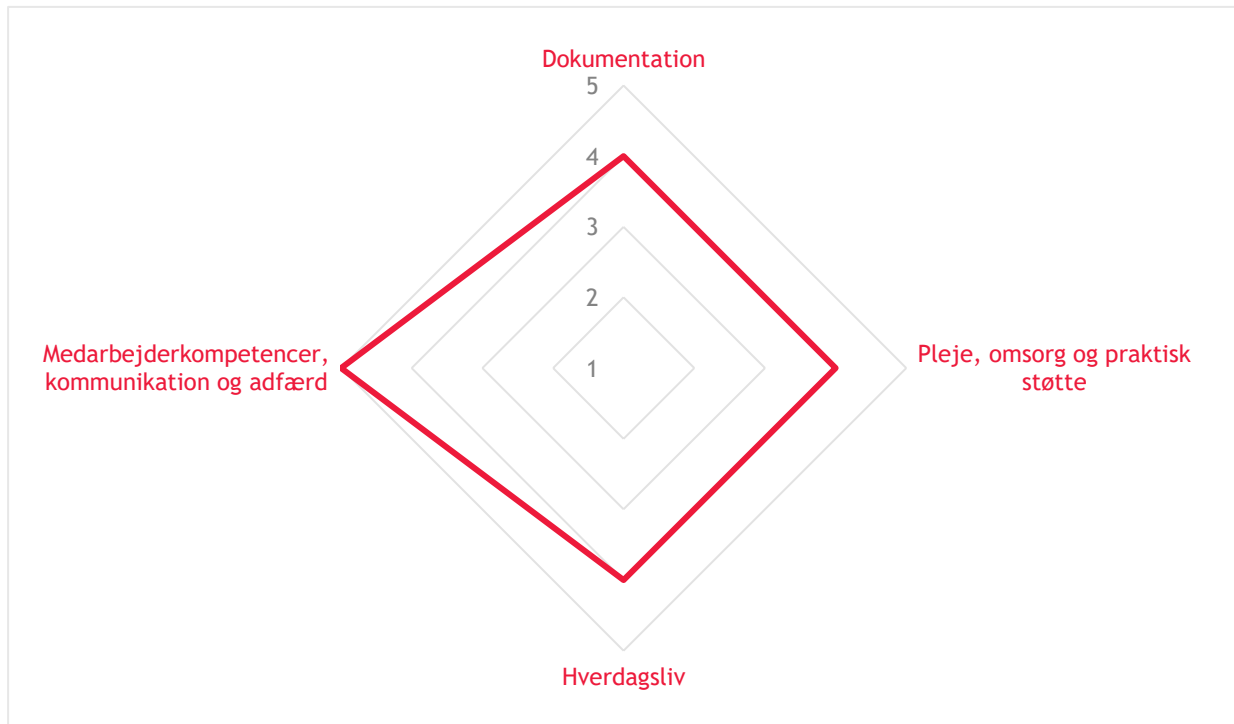 Dokumentation
5
4
3
2
1
Medarbejderkompetencer,
kommunikation og adfærd
Pleje, omsorg og praktisk
støtte
Hverdagsliv